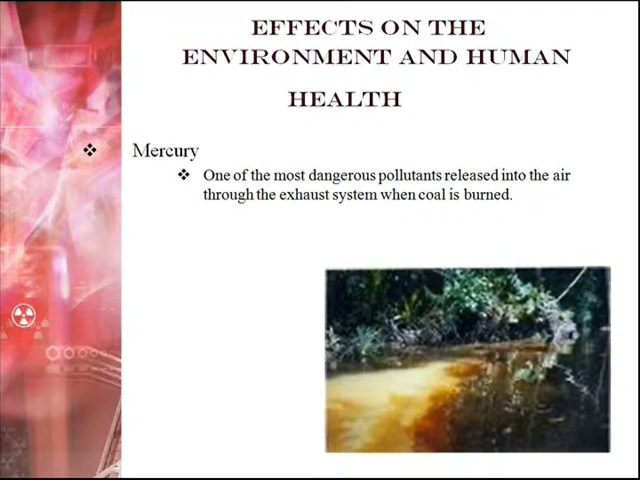 EFFECTS ON THE
ENVIRONMENT AND HUMAN
HEALTH
Mercury
One of the most dangerous pollutants released into the air
through the exhaust system when coal is burned.